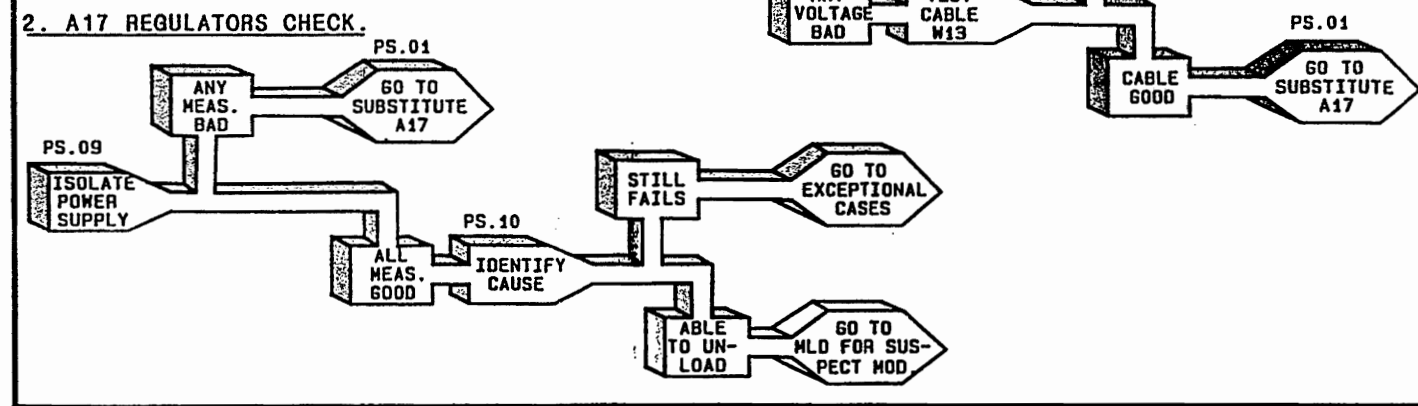 2. A17 REGULATORS CHECK.
PS.01
ANY
MEAS.
BAD
GO TO
SUBSTITUTE
A17
PS.09
ISOLATE
POWER
SUPPLY
ALL
MEAS.
GOOD
PS.10
IDENTIFY
CAUSE
STILL
FAILS
GO TO
EXCEPTIONAL
CASES
ABLE
TO UN-
LOAD
GO TO
MLD FOR SUS-
PECT MOD.
VOLTAGE
BAD
CABLE
W13
CABLE
GOOD
PS.01
GO TO
SUBSTITUTE
A17